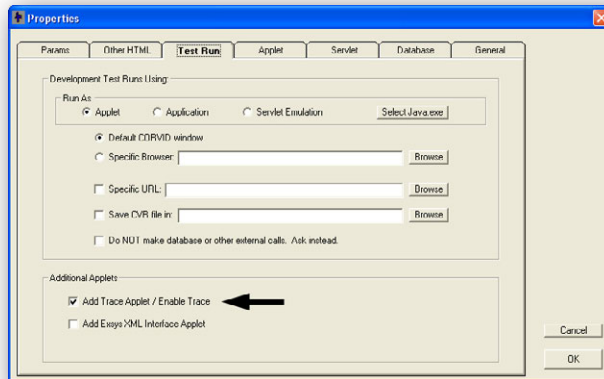 Properties
Params Other HTML Test Run Applet Servlet Database General
Development Test Runs Using:
Run As
Applet Application Servlet Emulation Select Java.exe
Default CORVID window
Specific Browser: Browse
Specific URL: Browse
Save CVR file in: Browse
Do NOT make database or other external calls. Ask instead.
Additional Applets
Add Trace Applet / Enable Trace
Add Exsys XML Interface Applet
Cancel
OK